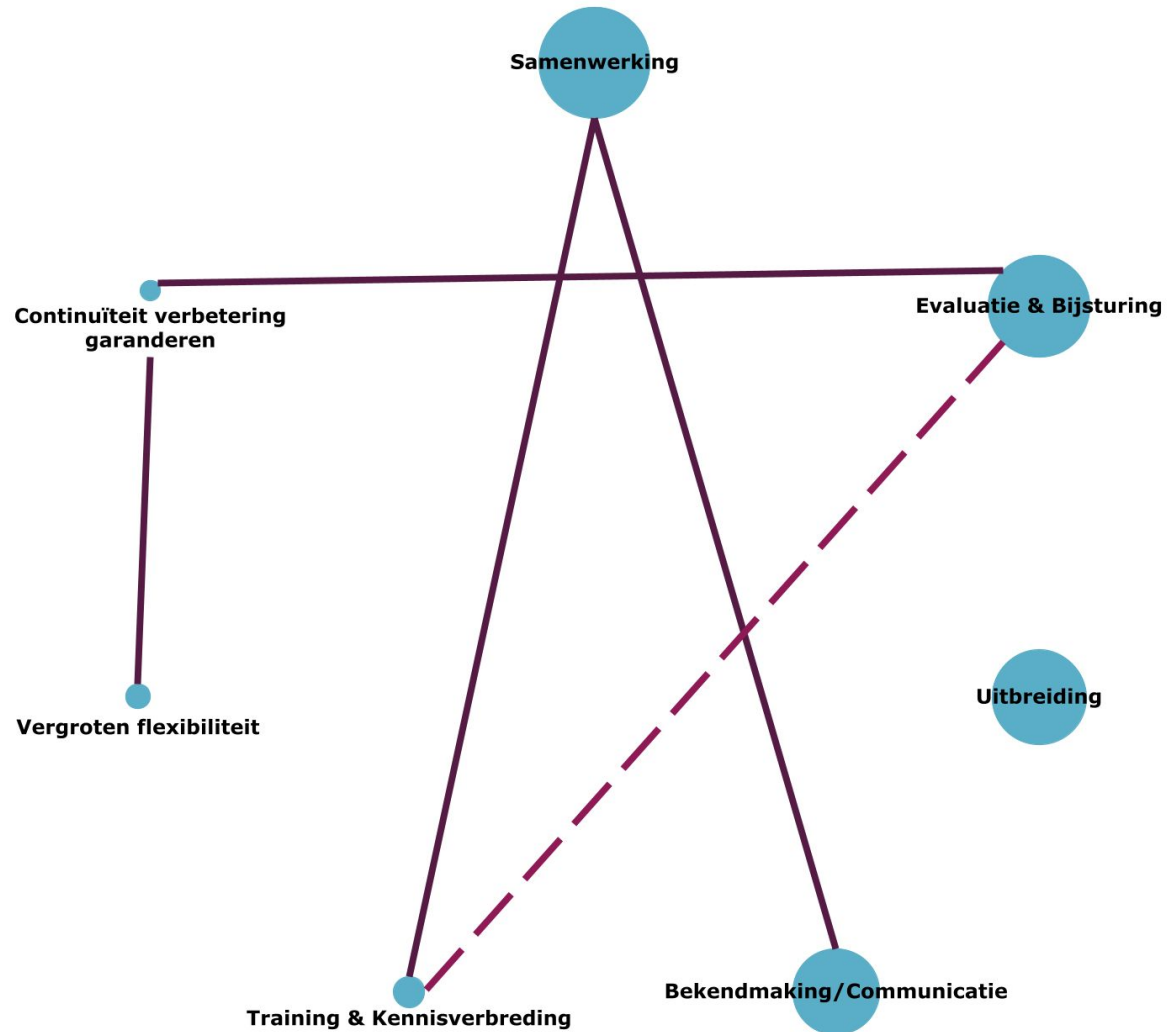 Samenwerking
Evaluatie & Bijsturing
Continuïteit verbetering
garanderen
Uitbreiding
Vergroten flexibiliteit
Bekendmaking/Communicatie
Training & Kennisverbreding